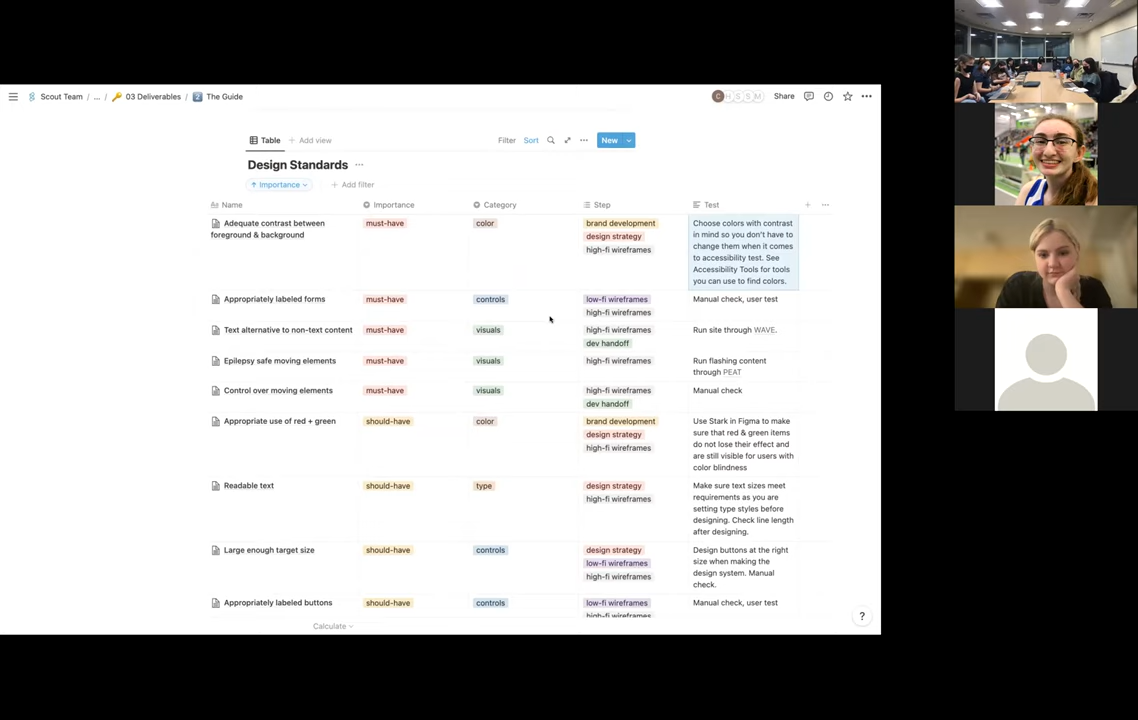 Scout Team / ... / 03 Deliverables / The Guide
Share
Table
Add view
Filter
Sort
New
Design Standards
Importance
Add filter
Name
Importance
Category
Step
Test
Adequate contrast between
foreground & background
must-have
color
brand development
design strategy
high-fi wireframes
Choose colors with contrast
in mind so you don't have to
change them when it comes
to accessibility test. See
Accessibility Tools for tools
you can use to find colors.
Appropriately labeled forms
must-have
controls
low-fi wireframes
high-fi wireframes
Manual check, user test
Text alternative to non-text content
must-have
visuals
high-fi wireframes
dev handoff
Run site through WAVE.
Epilepsy safe moving elements
must-have
visuals
high-fi wireframes
Run flashing content
through PEAT
Control over moving elements
must-have
visuals
high-fi wireframes
dev handoff
Manual check
Appropriate use of red + green
should-have
color
brand development
design strategy
high-fi wireframes
Use Stark in Figma to make
sure that red & green items
do not lose their effect and
are still visible for users with
color blindness
Readable text
should-have
type
design strategy
high-fi wireframes
Make sure text sizes meet
requirements as you are
setting type styles before
designing. Check line length
after designing.
Large enough target size
should-have
controls
design strategy
low-fi wireframes
high-fi wireframes
Design buttons at the right
size when making the
design system. Manual
check.
Appropriately labeled buttons
should-have
controls
low-fi wireframes
high-fi wireframes
Manual check, user test
Calculate
?